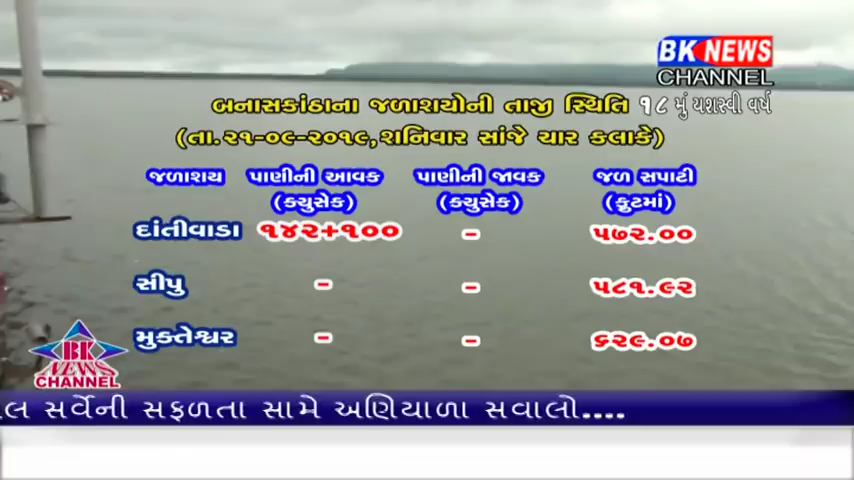 BK NEWS
CHANNEL
બનાસકાંઠાના જળાશયોની તાજી સ્થિતિ
૧૮ મું યશસ્વી વર્ષ
(તા.૨૧-૦૯-૨૦૧૯,શનિવાર સાંજે ચાર કલાકે)
જળાશય પાણીની આવક પાણીની જાવક જળ સપાટી
(ક્યુસેક) (ક્યુસેક) (ફુટમાં)
દાંતીવાડા ૧૪૨+૧૦૦ - ૫૭૨.૦૦
સીપુ - - ૫૮૧.૯૨
મુક્તેશ્વર - - ૬૨૯.૦૭
BK
NEWS
CHANNEL
લ સર્વેની સફળતા સામે અણિયાળા સવાલો....